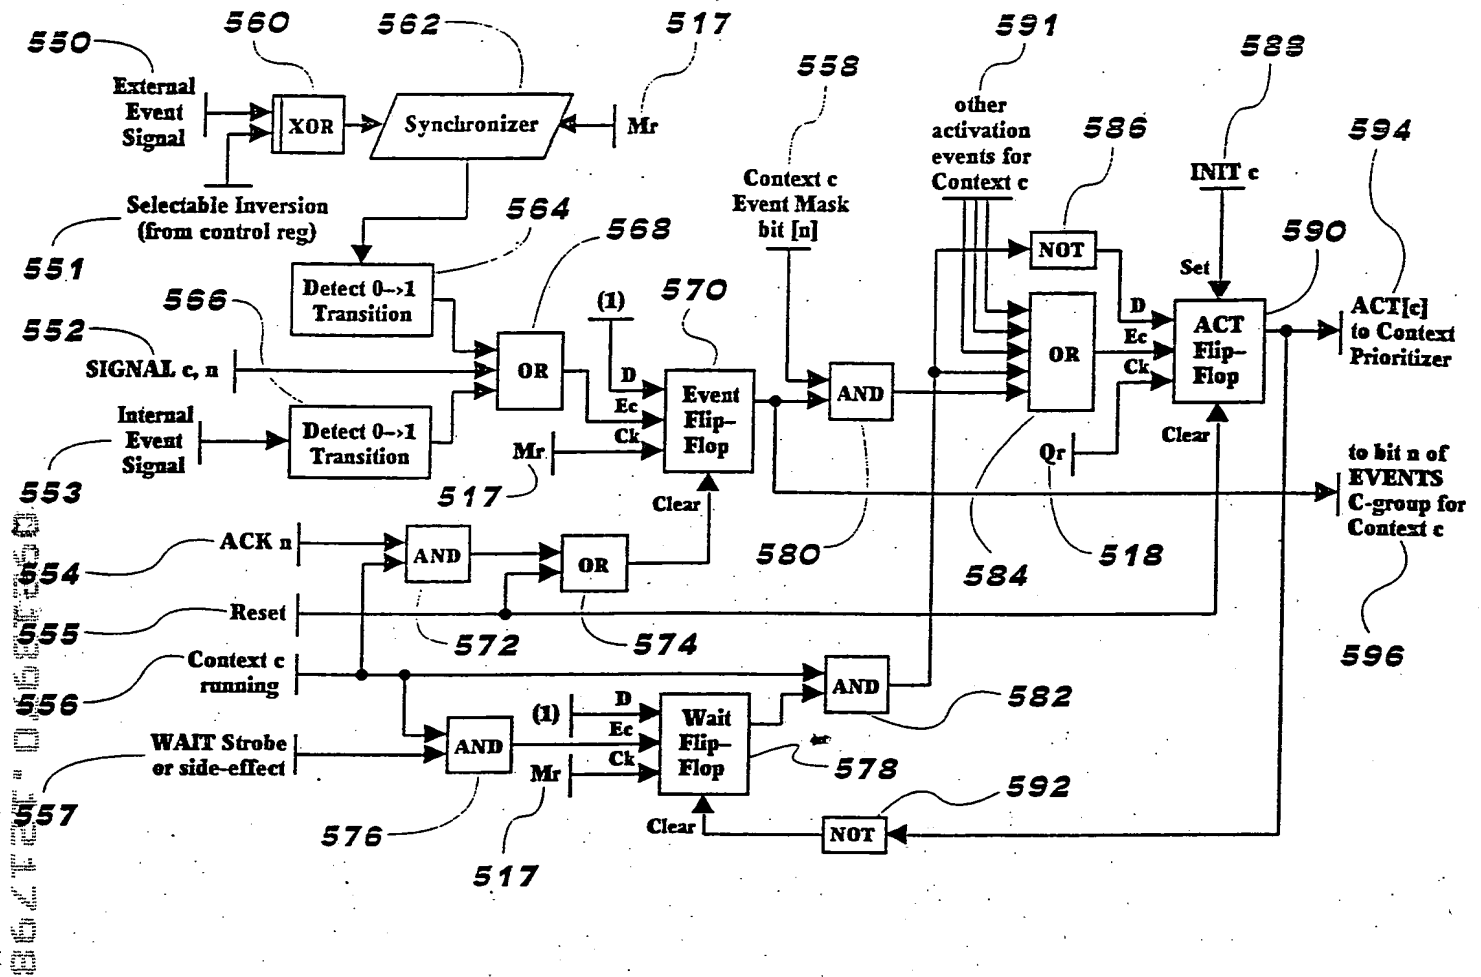 550
560
562
517
558
591
588
586
594
External
Event
Signal
XOR
Synchronizer
Mr
other
activation
events for
Context c
INIT c
Selectable Inversion
(from control reg)
551
564
568
Context c
Event Mask
bit [n]
NOT
590
Set
Detect 0->1
Transition
566
(1)
570
D
Ec
Ck
ACT
Flip-
Flop
ACT[c]
to Context
Prioritizer
552
SIGNAL c, n
OR
OR
D
Ec
Ck
Event
Flip-
Flop
AND
Clear
Internal
Event
Signal
Detect 0->1
Transition
553
Mr
517
Clear
Qr
to bit n of
EVENTS
C-group for
Context c
580
584
518
596
ACK n
554
AND
OR
Reset
555
572
574
Context c
running
556
AND
582
(1)
D
Ec
Ck
Wait
Flip-
Flop
WAIT Strobe
or side-effect
557
AND
Mr
578
592
576
Clear
NOT
517